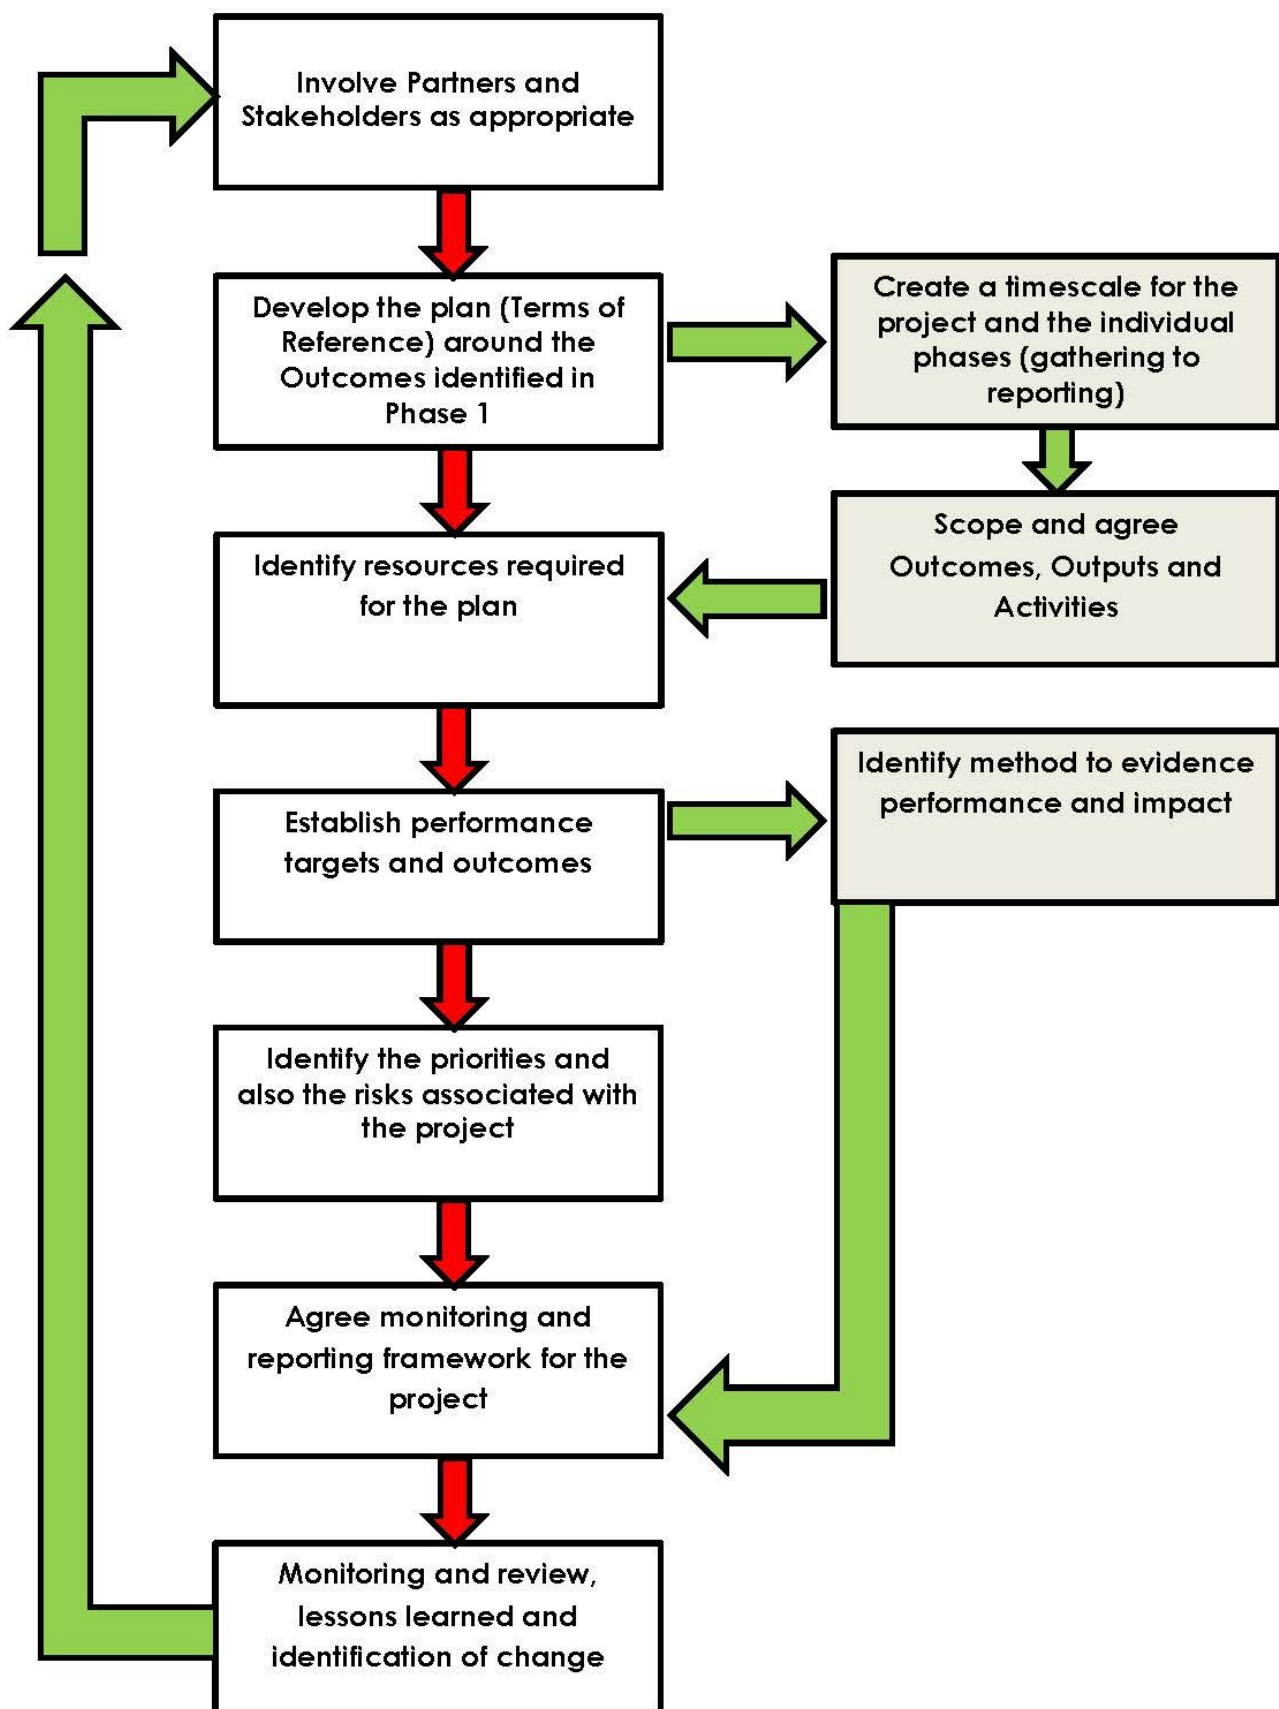 Involve Partners and
Stakeholders as appropriate
Develop the plan (Terms of
Reference) around the
Outcomes identified in
Phase 1
Create a timescale for the
project and the individual
phases (gathering to
reporting)
Identify resources required
for the plan
Scope and agree
Outcomes, Outputs and
Activities
Establish performance
targets and outcomes
Identify method to evidence
performance and impact
Identify the priorities and
also the risks associated with
the project
Agree monitoring and
reporting framework for the
project
Monitoring and review,
lessons learned and
identification of change